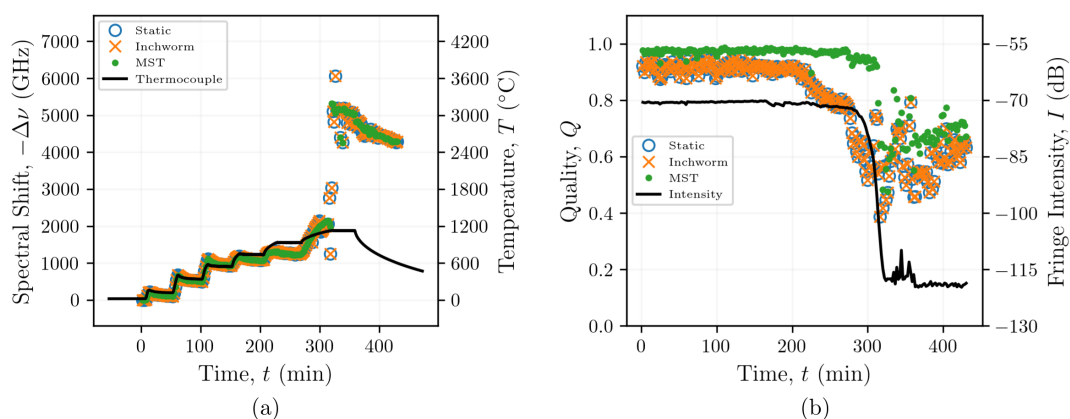 Static
Inchworm
MST
Thermocouple
7000
6000
5000
4000
3000
2000
1000
0
Spectral Shift, −Δν (GHz)
4200
3600
3000
2400
1800
1200
600
0
Temperature, T (°C)
0 100 200 300 400
Time, t (min)
(a)
1.0
0.8
0.6
0.4
0.2
0.0
Quality, Q
Static
Inchworm
MST
Intensity
−55
−70
−85
−100
−115
−130
Fringe Intensity, I (dB)
0 100 200 300 400
Time, t (min)
(b)